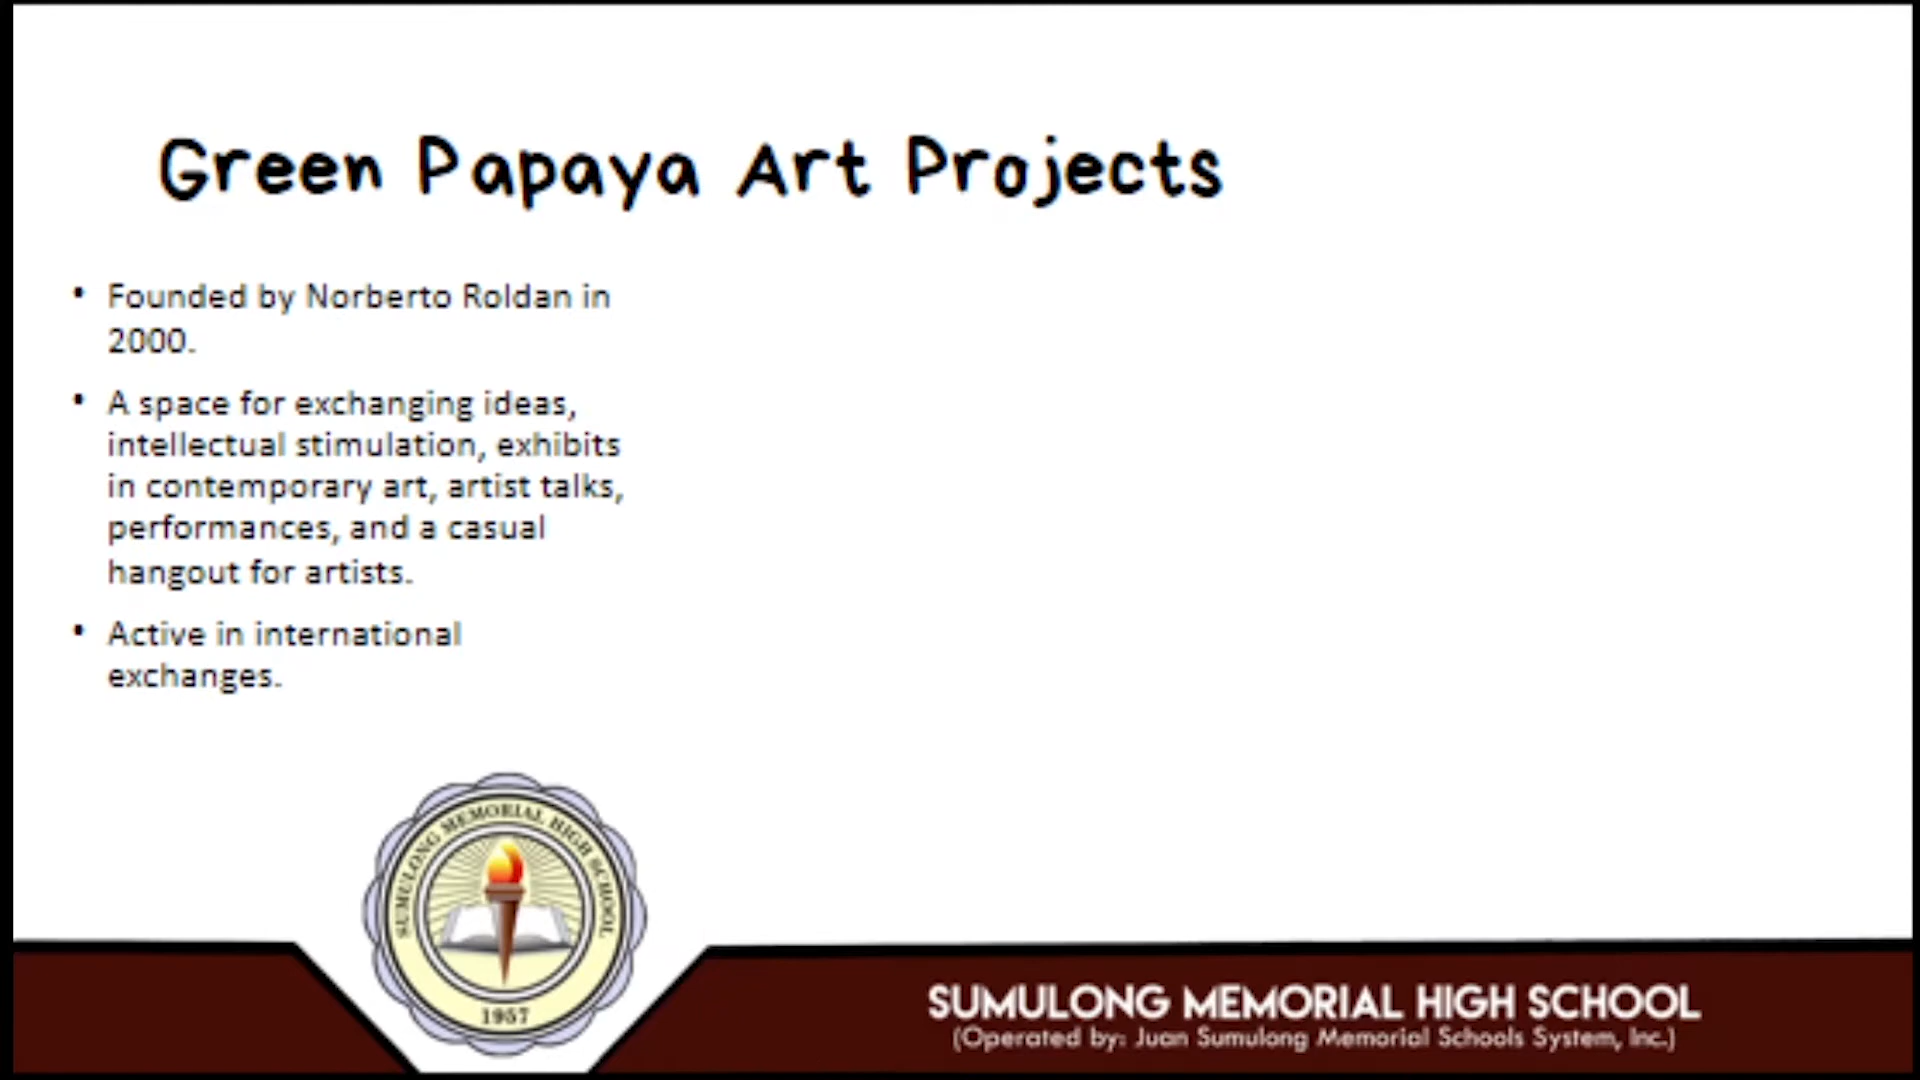 Green Papaya Art Projects
• Founded by Norberto Roldan in
2000.
• A space for exchanging ideas,
intellectual stimulation, exhibits
in contemporary art, artist talks,
performances, and a casual
hangout for artists.
• Active in international
exchanges.
SUMULONG MEMORIAL HIGH SCHOOL
1957
SUMULONG MEMORIAL HIGH SCHOOL
(Operated by: Juan Sumulong Memorial Schools System, Inc.)